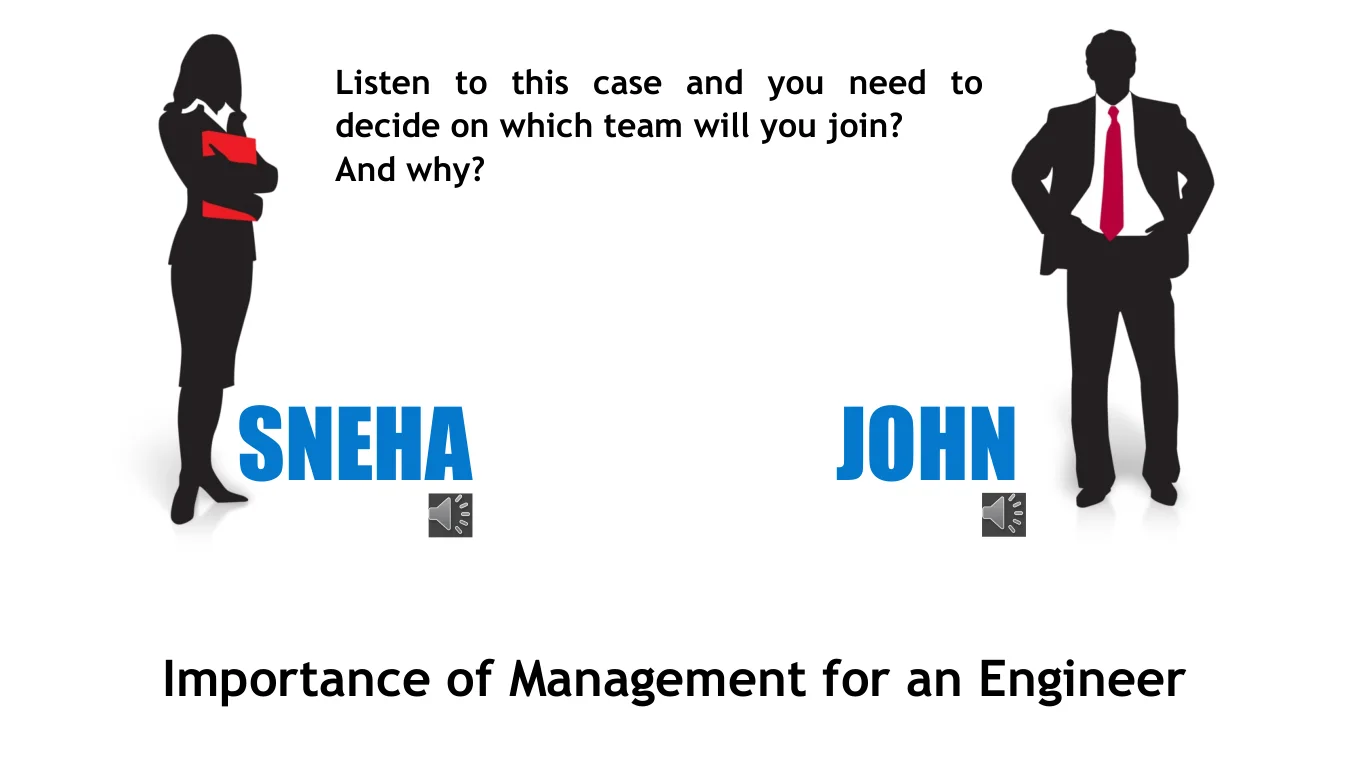 Listen to this case and you need to
decide on which team will you join?
And why?
SNEHA
JOHN
Importance of Management for an Engineer